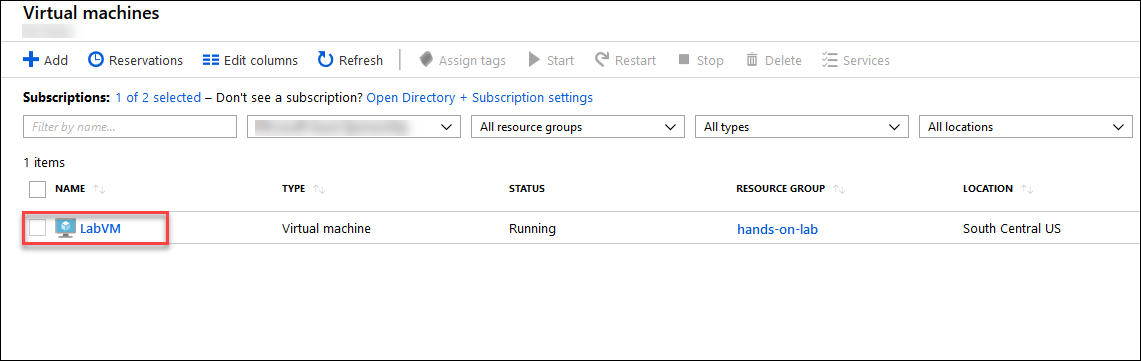 Virtual machines
Add Reservations Edit columns Refresh Assign tags Start Restart Stop Delete Services
Subscriptions: 1 of 2 selected – Don't see a subscription? Open Directory + Subscription settings
Filter by name... All resource groups All types All locations
1 items
NAME TYPE STATUS RESOURCE GROUP LOCATION
LabVM Virtual machine Running hands-on-lab South Central US